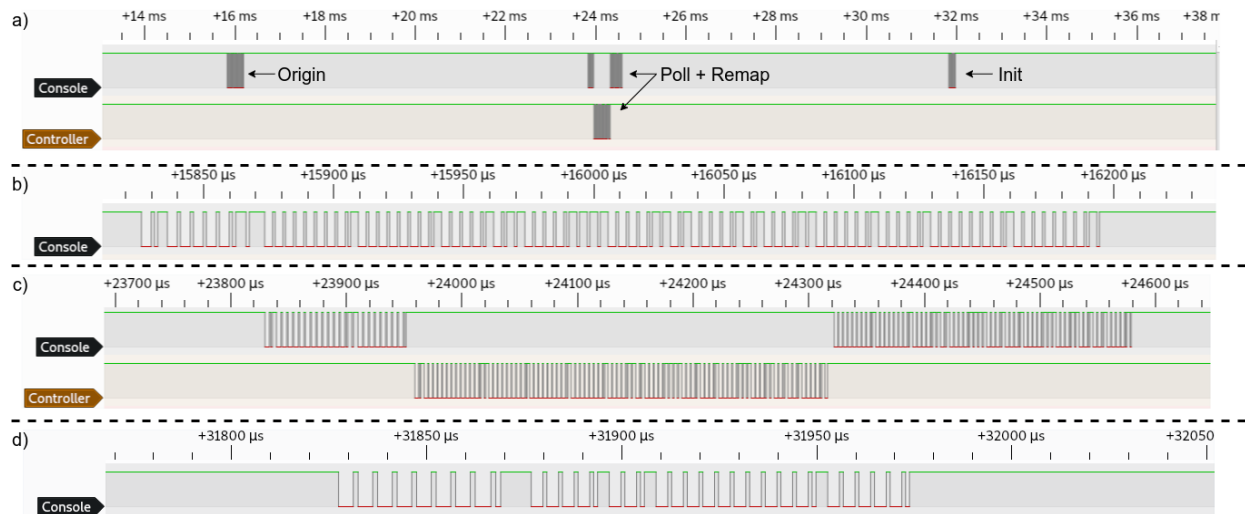 a) +14 ms +16 ms +18 ms +20 ms +22 ms +24 ms +26 ms +28 ms +30 ms +32 ms +34 ms +36 ms +38 m
Origin Poll + Remap Init
Console
Controller
b) +15850 µs +15900 µs +15950 µs +16000 µs +16050 µs +16100 µs +16150 µs +16200 µs
Console
c) +23700 µs +23800 µs +23900 µs +24000 µs +24100 µs +24200 µs +24300 µs +24400 µs +24500 µs +24600 µs
Console
Controller
d) +31800 µs +31850 µs +31900 µs +31950 µs +32000 µs +32050
Console